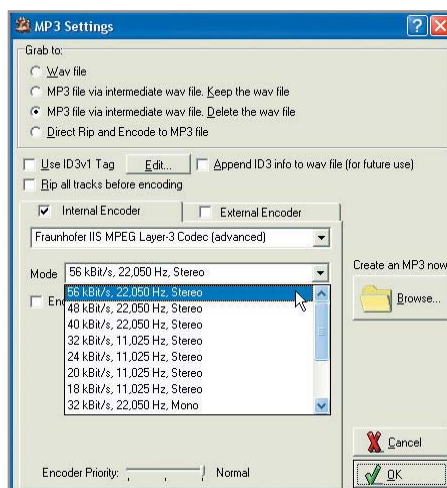 MP3 Settings
Grab to:
Wav file
MP3 file via intermediate wav file. Keep the wav file
MP3 file via intermediate wav file. Delete the wav file
Direct Rip and Encode to MP3 file
Use ID3v1 Tag Edit... Append ID3 info to wav file (for future use)
Rip all tracks before encoding
Internal Encoder External Encoder
Fraunhofer IIS MPEG Layer-3 Codec (advanced)
Mode 56 kBit/s, 22,050 Hz, Stereo
Create an MP3 now
56 kBit/s, 22,050 Hz, Stereo
48 kBit/s, 22,050 Hz, Stereo
40 kBit/s, 22,050 Hz, Stereo
32 kBit/s, 11,025 Hz, Stereo
24 kBit/s, 11,025 Hz, Stereo
20 kBit/s, 11,025 Hz, Stereo
18 kBit/s, 11,025 Hz, Stereo
32 kBit/s, 22,050 Hz, Mono
Browse...
Cancel
Encoder Priority: Normal
OK